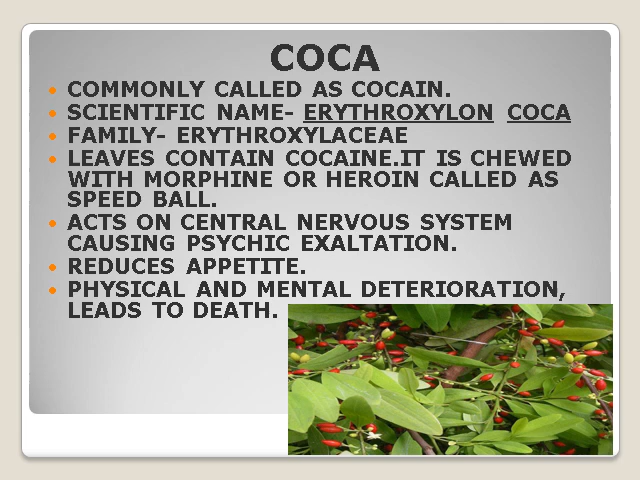 COCA
COMMONLY CALLED AS COCAIN.
SCIENTIFIC NAME- ERYTHROXYLON COCA
FAMILY- ERYTHROXYLACEAE
LEAVES CONTAIN COCAINE.IT IS CHEWED
WITH MORPHINE OR HEROIN CALLED AS
SPEED BALL.
ACTS ON CENTRAL NERVOUS SYSTEM
CAUSING PSYCHIC EXALTATION.
REDUCES APPETITE.
PHYSICAL AND MENTAL DETERIORATION,
LEADS TO DEATH.